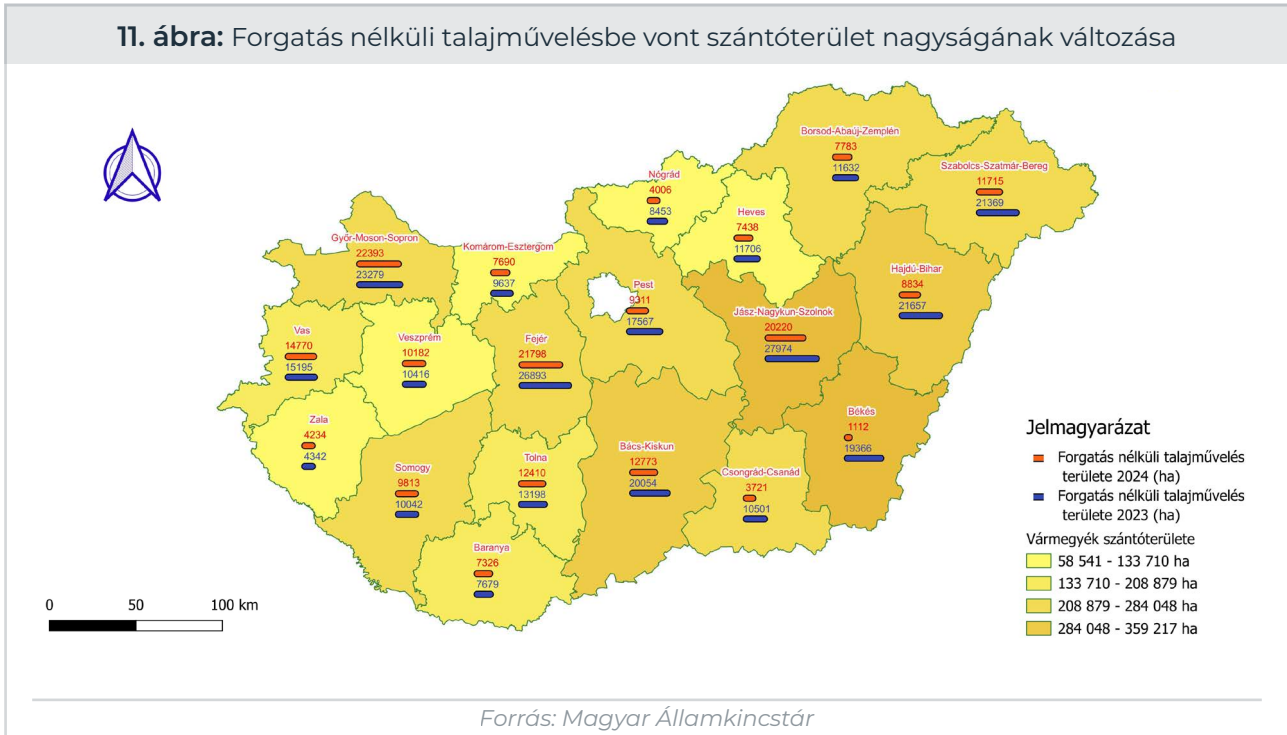 11. ábra: Forgatás nélküli talajművelésbe vont szántóterület nagyságának változása
Borsod-Abaúj-Zemplén
7783
11632
Szabolcs-Szatmár-Bereg
11715
21369
Nógrád
4006
8453
Heves
7438
11706
Győr-Moson-Sopron
22393
23279
Komárom-Esztergom
7690
9637
Pest
9311
17567
Hajdú-Bihar
8834
21657
Jász-Nagykun-Szolnok
20220
27974
Vas
14770
15195
Veszprém
10182
10416
Fejér
21798
26893
Békés
1112
19366
Zala
4234
4342
Somogy
9813
10042
Tolna
12410
13198
Bács-Kiskun
12773
20054
Csongrád-Csanád
3721
10501
Baranya
7326
7679
Jelmagyarázat
Forgatás nélküli talajművelés
területe 2024 (ha)
Forgatás nélküli talajművelés
területe 2023 (ha)
Vármegyék szántóterülete
58 541 - 133 710 ha
133 710 - 208 879 ha
208 879 - 284 048 ha
284 048 - 359 217 ha
0 50 100 km
Forrás: Magyar Államkincstár